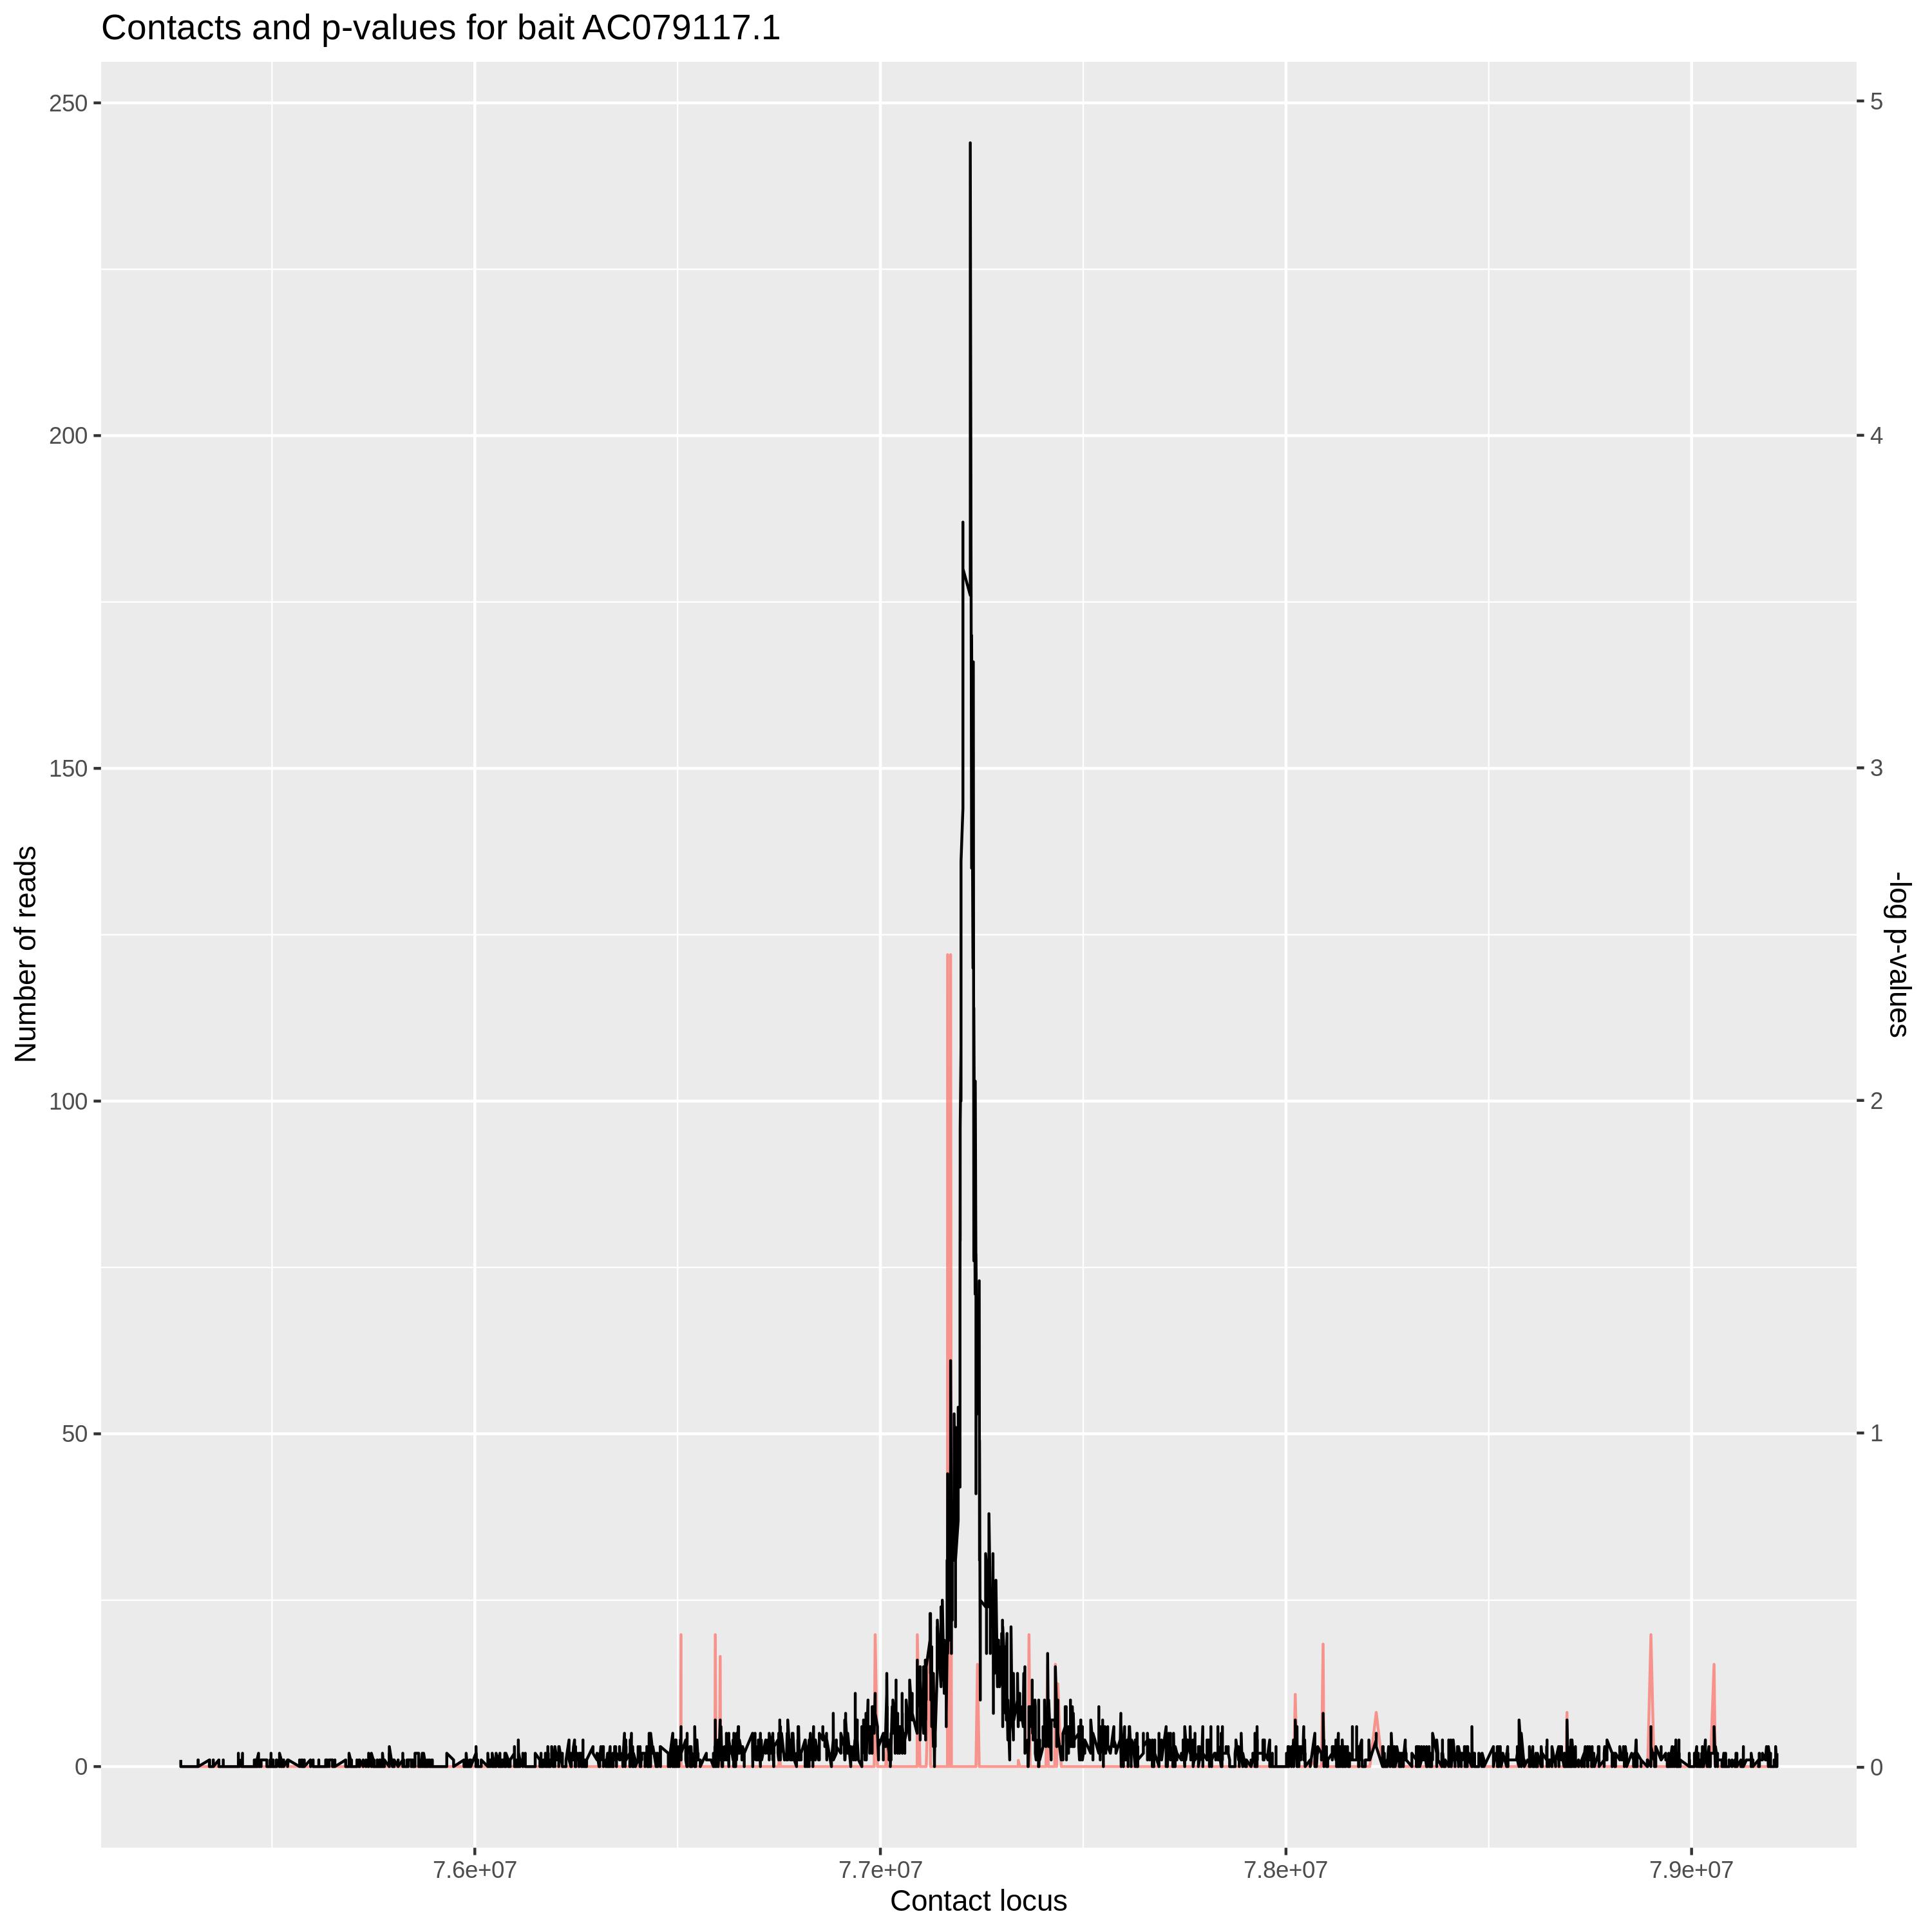 Contacts and p-values for bait AC079117.1
250
200
150
100
50
0
Number of reads
5
4
3
2
1
0
-log p-values
7.6e+07
7.7e+07
7.8e+07
7.9e+07
Contact locus